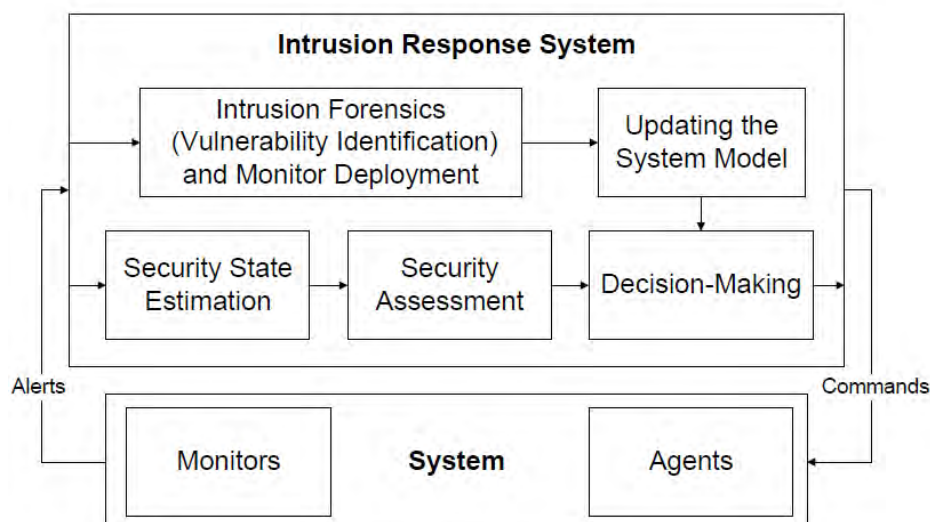 Intrusion Response System
Intrusion Forensics
(Vulnerability Identification)
and Monitor Deployment
Updating the
System Model
Security State
Estimation
Security
Assessment
Decision-Making
Alerts
Commands
Monitors
System
Agents